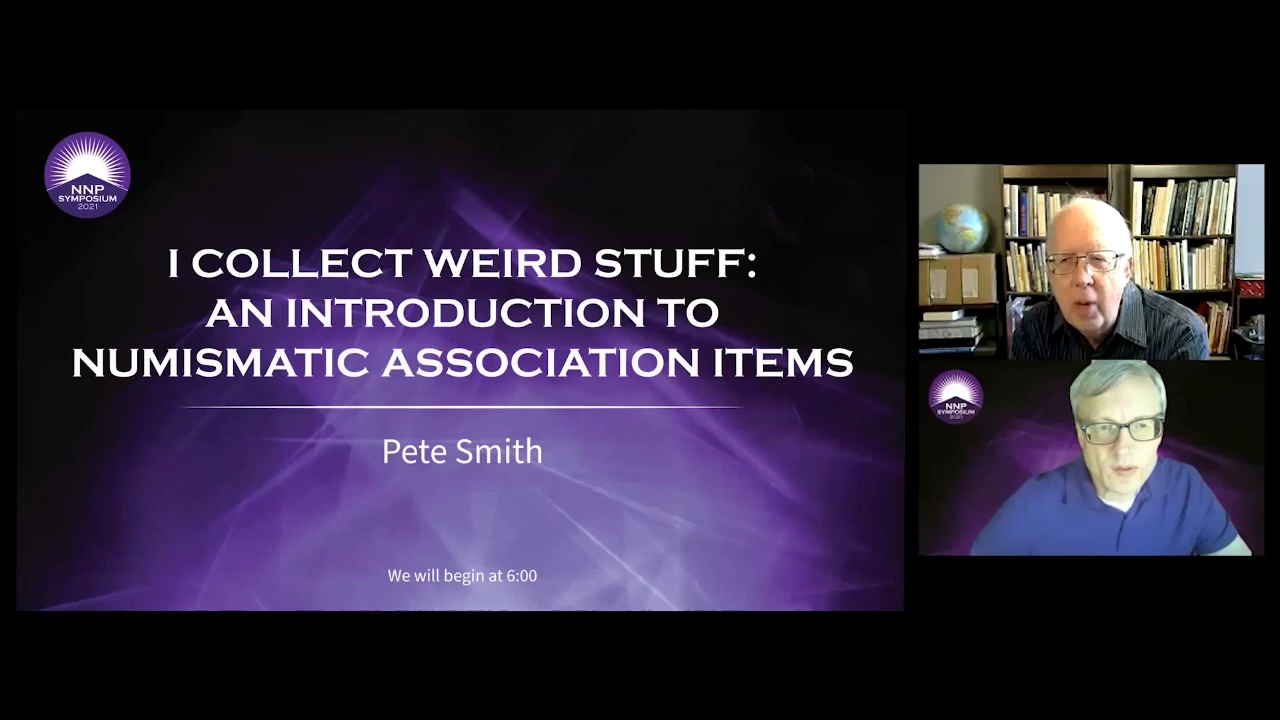 NNP
SYMPOSIUM
2021
I COLLECT WEIRD STUFF:
AN INTRODUCTION TO
NUMISMATIC ASSOCIATION ITEMS
Pete Smith
We will begin at 6:00
NNP
SYMPOSIUM
2021